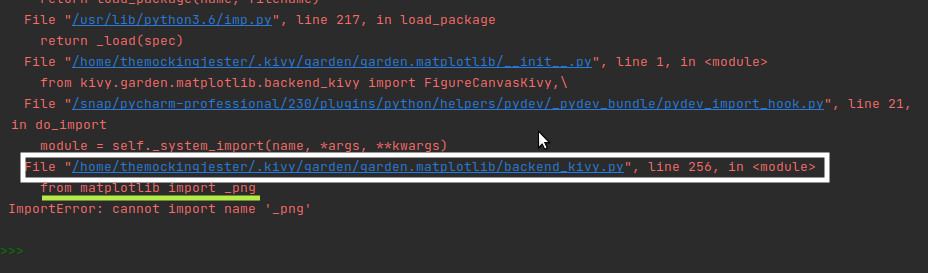 return load_package(name, filename)
File "/usr/lib/python3.6/imp.py", line 217, in load_package
return _load(spec)
File "/home/themockingjester/.kivy/garden/garden.matplotlib/__init__.py", line 1, in <module>
from kivy.garden.matplotlib.backend_kivy import FigureCanvasKivy,\
File "/snap/pycharm-professional/230/plugins/python/helpers/pydev/_pydev_bundle/pydev_import_hook.py", line 21,
in do_import
module = self._system_import(name, *args, **kwargs)
File "/home/themockingjester/.kivy/garden/garden.matplotlib/backend_kivy.py", line 256, in <module>
from matplotlib import _png
ImportError: cannot import name '_png'
>>>